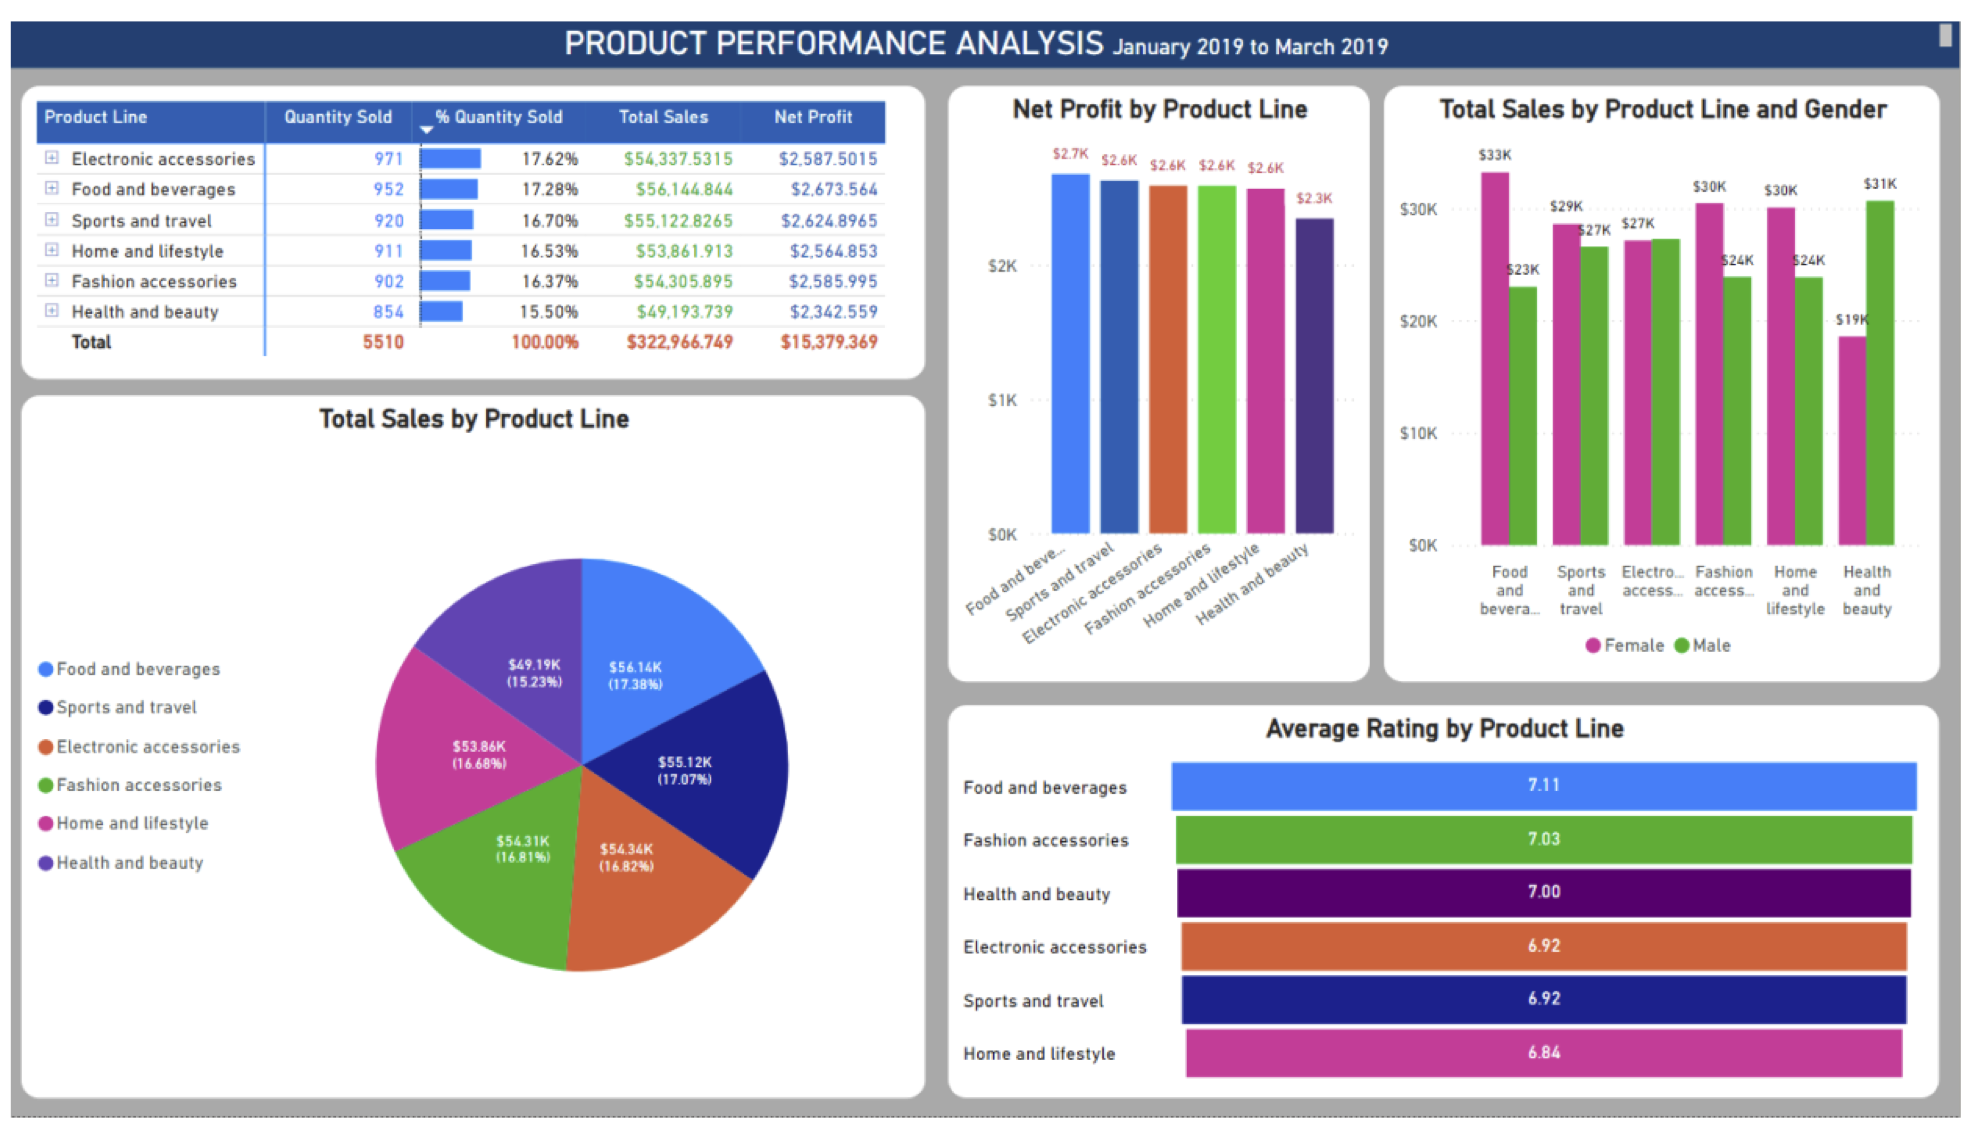 PRODUCT PERFORMANCE ANALYSIS January 2019 to March 2019
Product Line Quantity Sold % Quantity Sold Total Sales Net Profit
Electronic accessories 971 17.62% $54,337.5315 $2,587.5015
Food and beverages 952 17.28% $56,144.844 $2,673.564
Sports and travel 920 16.70% $55,122.8265 $2,624.8965
Home and lifestyle 911 16.53% $53,861.913 $2,564.853
Fashion accessories 902 16.37% $54,305.895 $2,585.995
Health and beauty 854 15.50% $49,193.739 $2,342.559
Total 5510 100.00% $322,966.749 $15,379.369
Total Sales by Product Line
Food and beverages
Sports and travel
Electronic accessories
Fashion accessories
Home and lifestyle
Health and beauty
$49.19K
(15.23%)
$56.14K
(17.38%)
$53.86K
(16.68%)
$55.12K
(17.07%)
$54.31K
(16.81%)
$54.34K
(16.82%)
Net Profit by Product Line
$2.7K $2.6K $2.6K $2.6K $2.6K $2.3K
$2K
$1K
$0K
Food and beve...
Sports and travel
Electronic accessories
Fashion accessories
Home and lifestyle
Health and beauty
Total Sales by Product Line and Gender
$33K $23K $29K $27K $27K $30K $24K $30K $24K $19K $31K
$30K
$20K
$10K
$0K
Food Sports Electro... Fashion Home Health
and and access... access... and and
bevera... travel lifestyle beauty
Female Male
Average Rating by Product Line
Food and beverages 7.11
Fashion accessories 7.03
Health and beauty 7.00
Electronic accessories 6.92
Sports and travel 6.92
Home and lifestyle 6.84